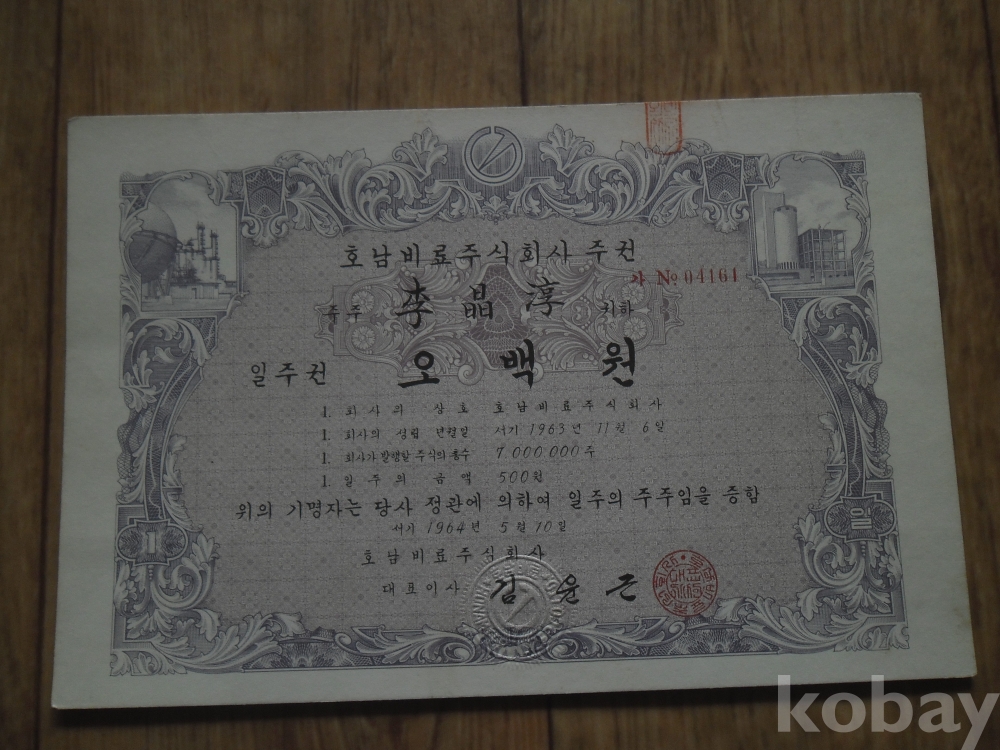 호남비료주식회사 주권
가 № 04161
주주 李晶淳 귀하
일주권 오백원
1. 회사의 상호 호남비료주식회사
1. 회사의 성립 년월일 서기 1963년 11월 6일
1. 회사가 발행할 주식의 총수 7,000,000주
1. 일주의 금액 500원
위의 기명자는 당사 정관에 의하여 일주의 주주임을 증함
서기 1964년 5월 10일
1
일
호남비료주식회사
대표이사 김윤근
kobay